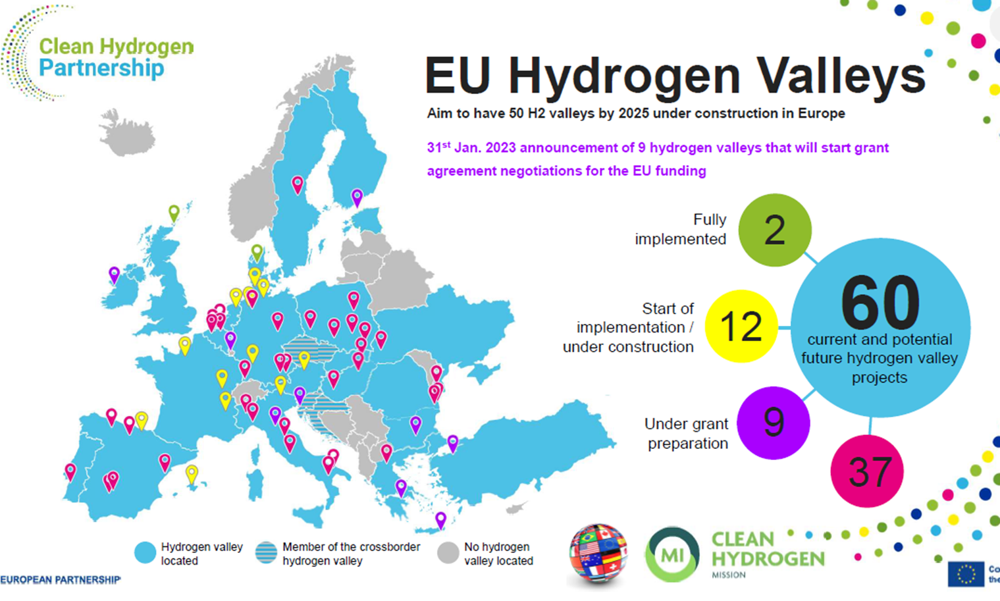 Clean Hydrogen
Partnership
EU Hydrogen Valleys
Aim to have 50 H2 valleys by 2025 under construction in Europe
31st Jan. 2023 announcement of 9 hydrogen valleys that will start grant
agreement negotiations for the EU funding
Fully
implemented
2
Start of
implementation /
under construction
12
60
current and potential
future hydrogen valley
projects
Under grant
preparation
9
37
Hydrogen valley
located
Member of the crossborder
hydrogen valley
No hydrogen
valley located
MI
CLEAN
HYDROGEN
MISSION
EUROPEAN PARTNERSHIP
Co
the